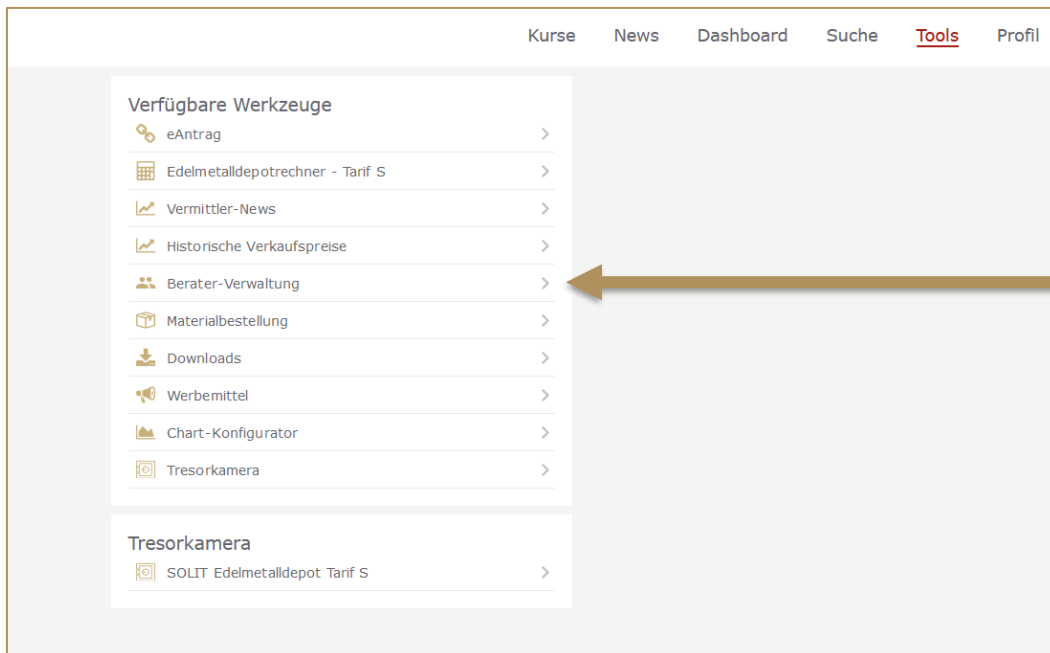 Kurse News Dashboard Suche Tools Profil
Verfügbare Werkzeuge
eAntrag
Edelmetalldepotrechner - Tarif S
Vermittler-News
Historische Verkaufspreise
Berater-Verwaltung
Materialbestellung
Downloads
Werbemittel
Chart-Konfigurator
Tresorkamera
Tresorkamera
SOLIT Edelmetalldepot Tarif S